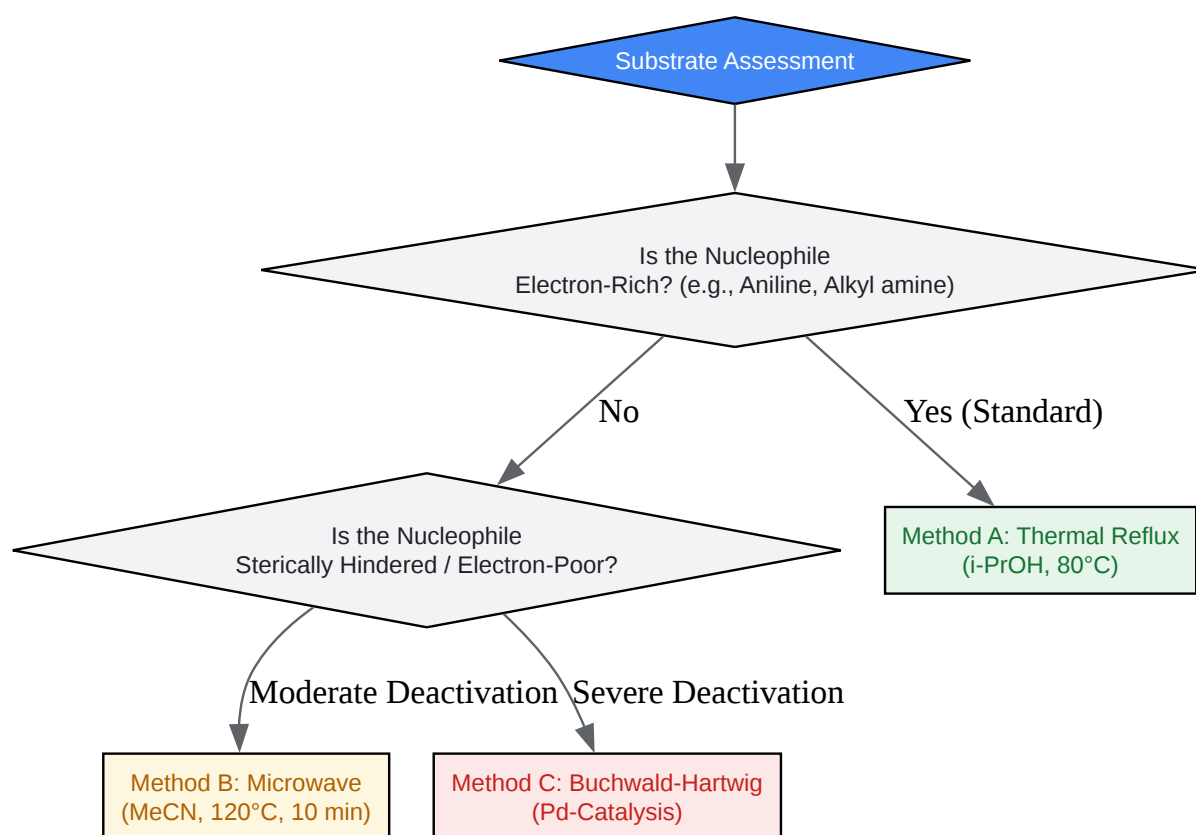 Substrate Assessment
Is the Nucleophile
Electron-Rich? (e.g., Aniline, Alkyl amine)
No
Yes (Standard)
Is the Nucleophile
Sterically Hindered / Electron-Poor?
Method A: Thermal Reflux
(i-PrOH, 80°C)
Moderate Deactivation
Severe Deactivation
Method B: Microwave
(MeCN, 120°C, 10 min)
Method C: Buchwald-Hartwig
(Pd-Catalysis)